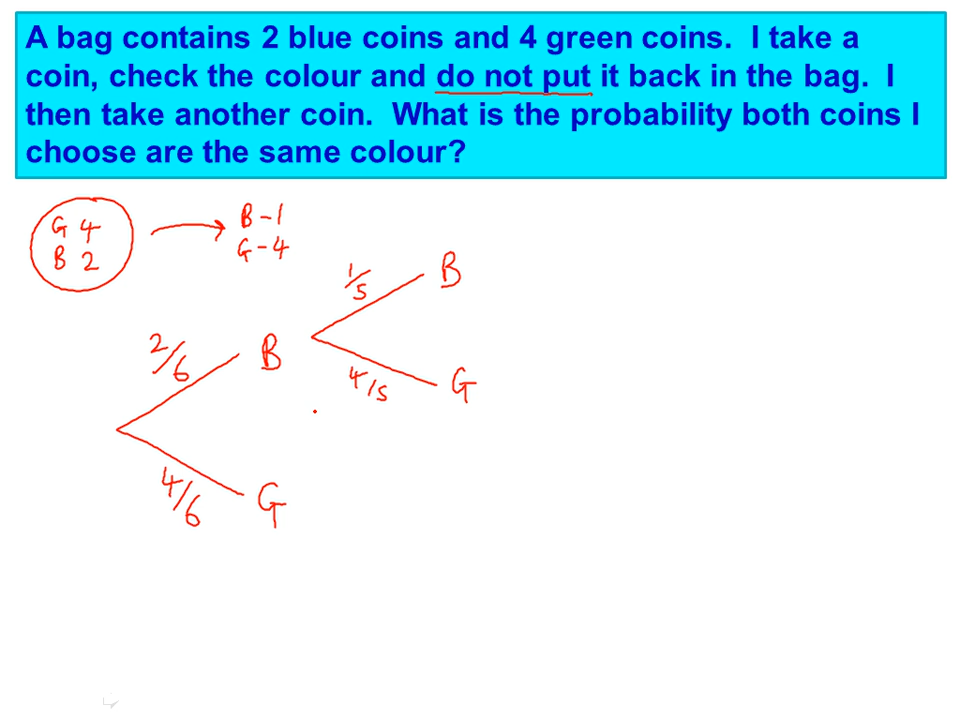 A bag contains 2 blue coins and 4 green coins.  I take a
coin, check the colour and do not put it back in the bag.  I
then take another coin.  What is the probability both coins I
choose are the same colour?
G 4
B 2
B - 1
G - 4
1/5
B
2/6
B
4/5
G
4/6
G